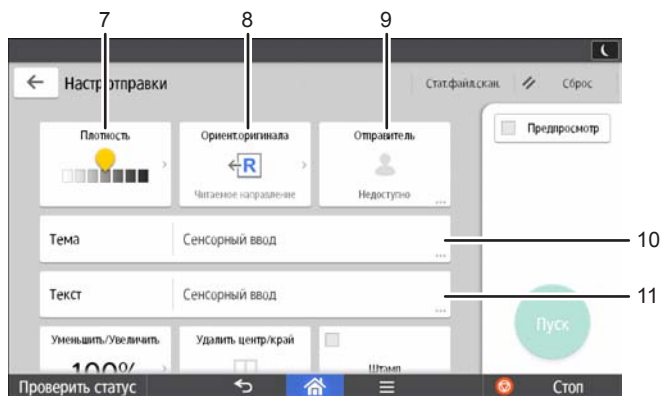 7 8 9
Настр.отправки Стат.файл.скан. Сброс
Плотность Ориент.оригинала Отправитель Предпросмотр
R
Читаемое направление Недоступно
Тема Сенсорный ввод 10
Текст Сенсорный ввод 11
Пуск
Уменьшить/Увеличить Удалить центр/край
100% Штамп
Проверить статус Стоп